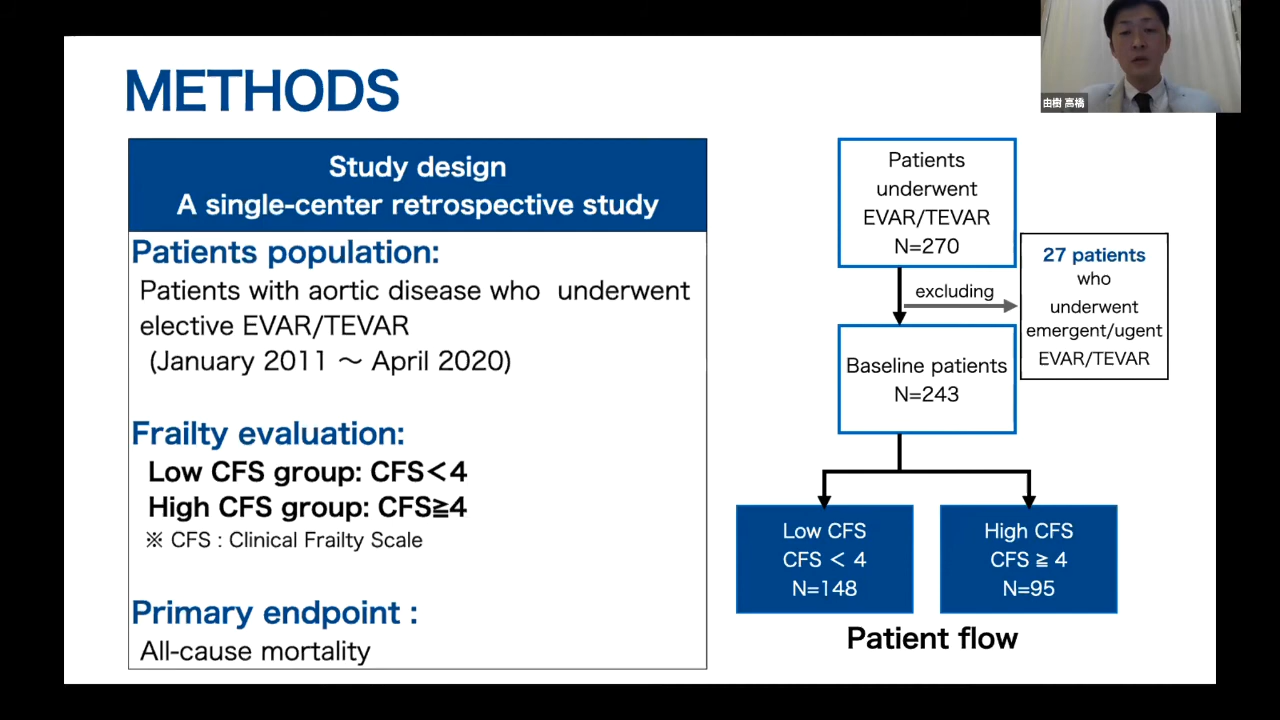 METHODS
Study design
A single-center retrospective study
Patients population:
Patients with aortic disease who underwent
elective EVAR/TEVAR
(January 2011 ～ April 2020)
Frailty evaluation:
Low CFS group: CFS＜4
High CFS group: CFS≧4
※ CFS : Clinical Frailty Scale
Primary endpoint :
All-cause mortality
Patients
underwent
EVAR/TEVAR
N=270
excluding
27 patients
who
underwent
emergent/ugent
EVAR/TEVAR
Baseline patients
N=243
Low CFS
CFS ＜ 4
N=148
High CFS
CFS ≧ 4
N=95
Patient flow
由樹 高橋